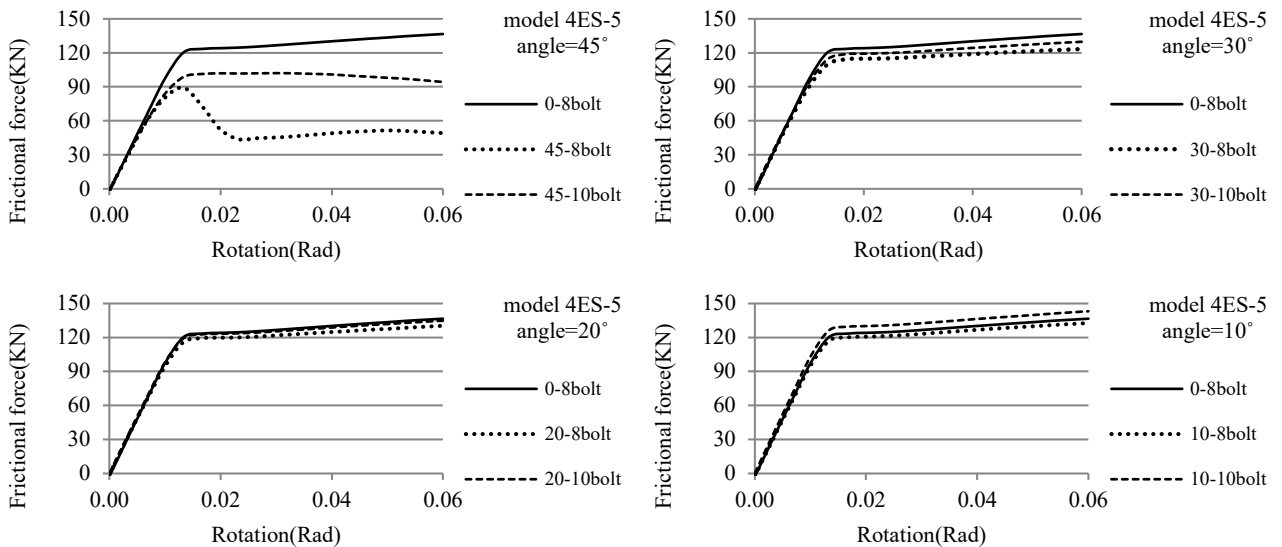 Frictional force(KN)
150
120
90
60
30
0
0.00 0.02 0.04 0.06
Rotation(Rad)
model 4ES-5
angle=45˚
0-8bolt
45-8bolt
45-10bolt
Frictional force(KN)
150
120
90
60
30
0
0.00 0.02 0.04 0.06
Rotation(Rad)
model 4ES-5
angle=30˚
0-8bolt
30-8bolt
30-10bolt
Frictional force(KN)
150
120
90
60
30
0
0.00 0.02 0.04 0.06
Rotation(Rad)
model 4ES-5
angle=20˚
0-8bolt
20-8bolt
20-10bolt
Frictional force(KN)
150
120
90
60
30
0
0.00 0.02 0.04 0.06
Rotation(Rad)
model 4ES-5
angle=10˚
0-8bolt
10-8bolt
10-10bolt